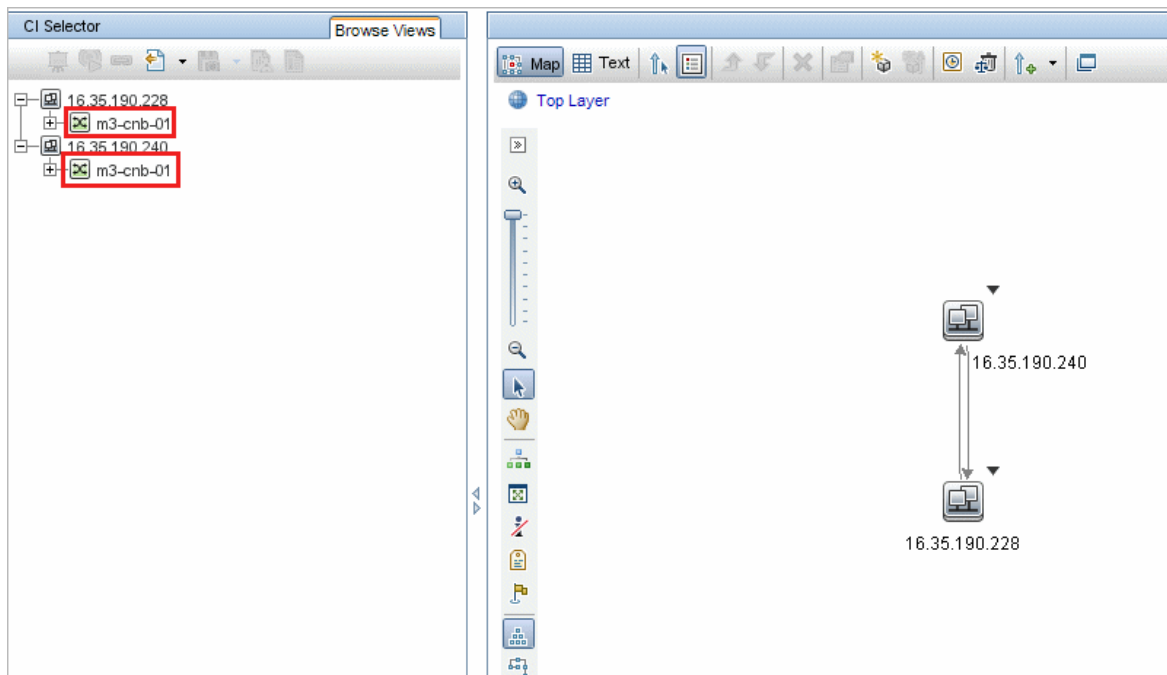 CI Selector
Browse Views
16.35.190.228
m3-cnb-01
16.35.190.240
m3-cnb-01
Map Text
Top Layer
16.35.190.240
16.35.190.228